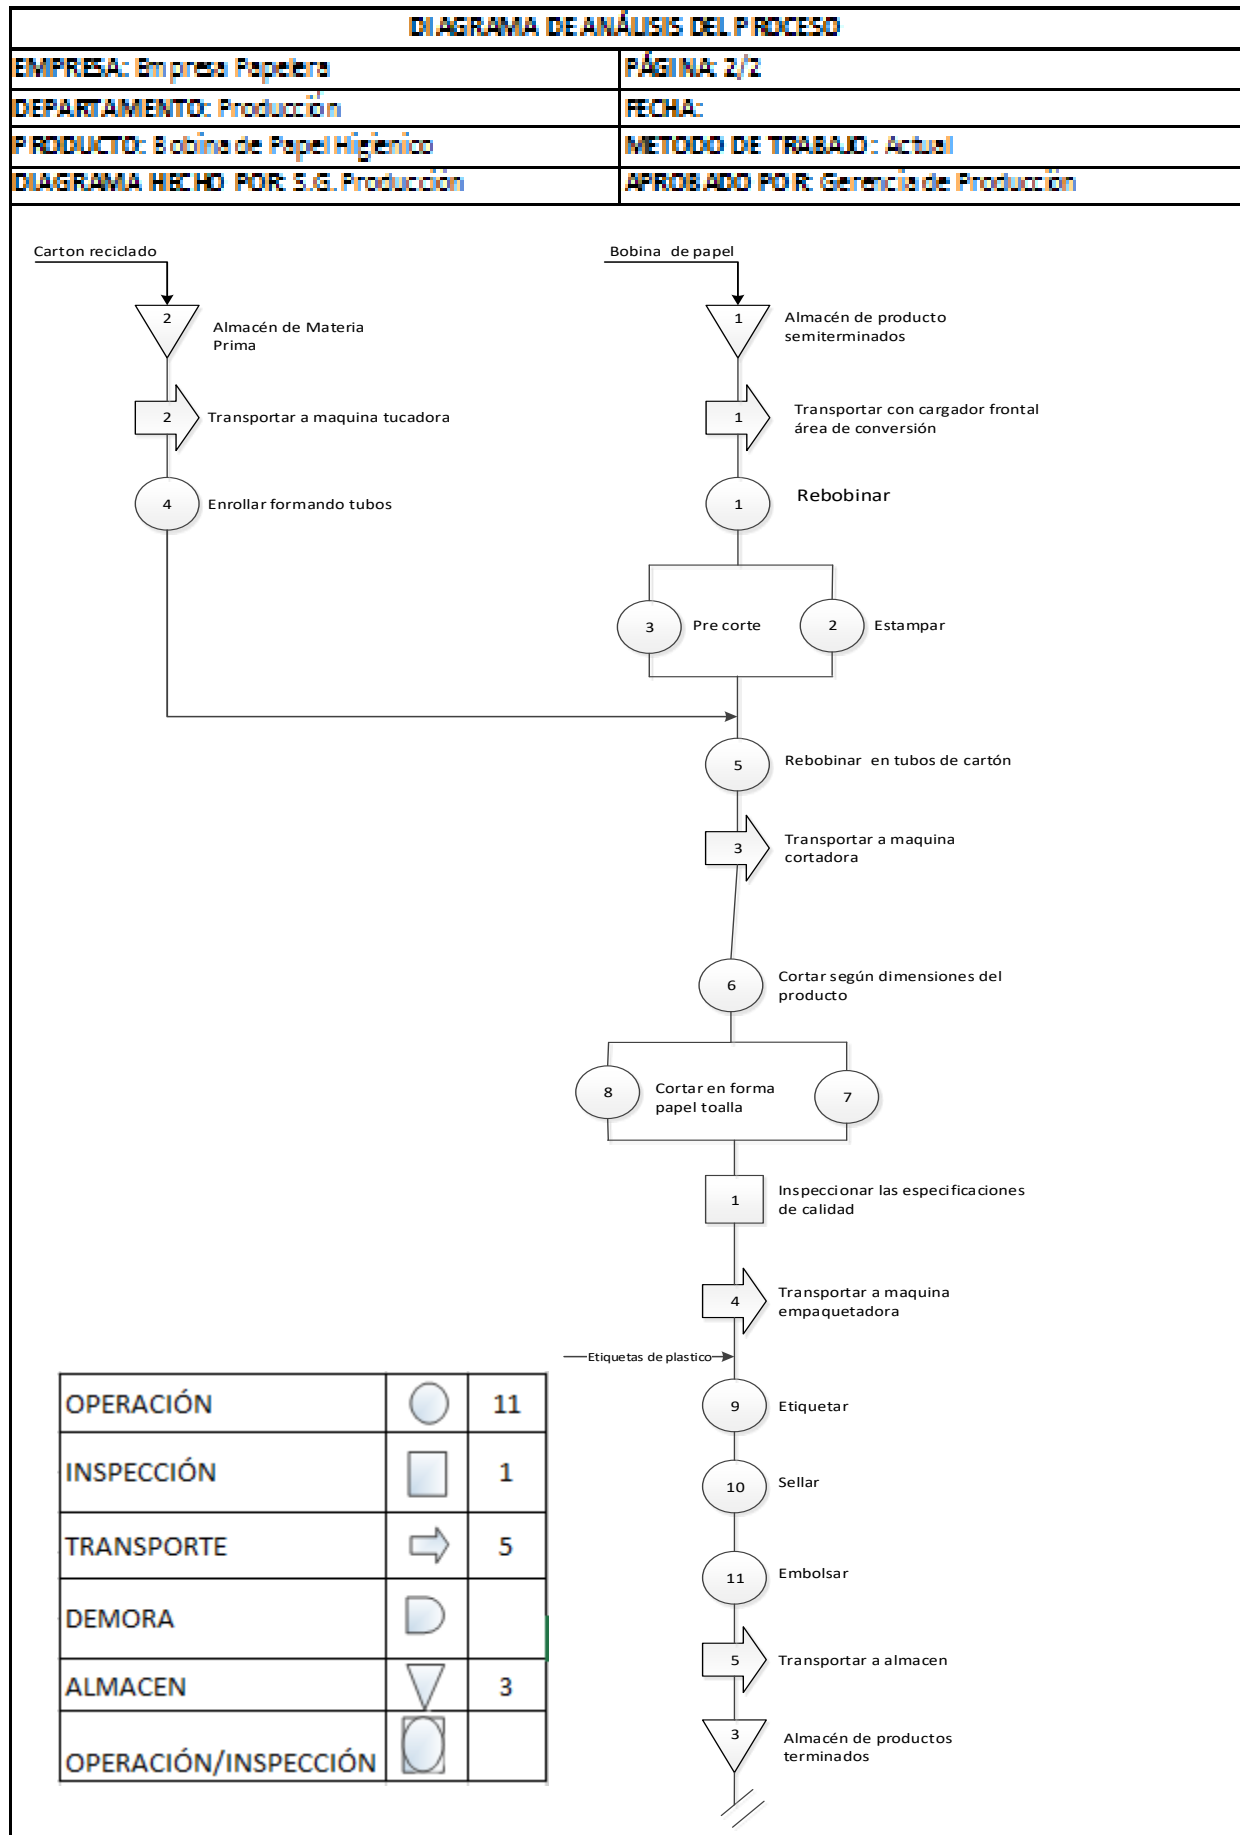 DIAGRAMA DE ANÁLISIS DEL PROCESO
EMPRESA: Empresa Papelera
PÁGINA: 2/2
DEPARTAMENTO: Producción
FECHA:
PRODUCTO: Bobina de Papel Higienico
METODO DE TRABAJO: Actual
DIAGRAMA HECHO POR: S.G. Producción
APROBADO POR: Gerencia de Producción
Carton reciclado
Bobina de papel
2
Almacén de Materia
Prima
1
Almacén de producto
semiterminados
2
Transportar a maquina tucadora
1
Transportar con cargador frontal
área de conversión
4
Enrollar formando tubos
1
Rebobinar
3
Pre corte
2
Estampar
5
Rebobinar en tubos de cartón
3
Transportar a maquina
cortadora
6
Cortar según dimensiones del
producto
8
Cortar en forma
papel toalla
7
1
Inspeccionar las especificaciones
de calidad
4
Transportar a maquina
empaquetadora
Etiquetas de plastico
9
Etiquetar
10
Sellar
11
Embolsar
5
Transportar a almacen
3
Almacén de productos
terminados
OPERACIÓN 11
INSPECCIÓN 1
TRANSPORTE 5
DEMORA
ALMACEN 3
OPERACIÓN/INSPECCIÓN